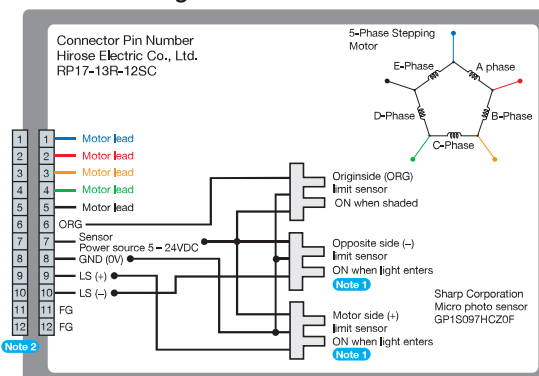 Connector Pin Number
Hirose Electric Co., Ltd.
RP17-13R-12SC
5-Phase Stepping
Motor
E-Phase
A phase
D-Phase
B-Phase
C-Phase
1 1 Motor lead
2 2 Motor lead
3 3 Motor lead
4 4 Motor lead
5 5 Motor lead
6 6 ORG
7 7 Sensor
Power source 5 – 24VDC
8 8 GND (0V)
9 9 LS (+)
10 10 LS (–)
11 11 FG
12 12 FG
Note 2
Originside (ORG)
limit sensor
ON when shaded
Opposite side (–)
limit sensor
ON when light enters
Note 1
Motor side (+)
limit sensor
ON when light enters
Note 1
Sharp Corporation
Micro photo sensor
GP1S097HCZ0F